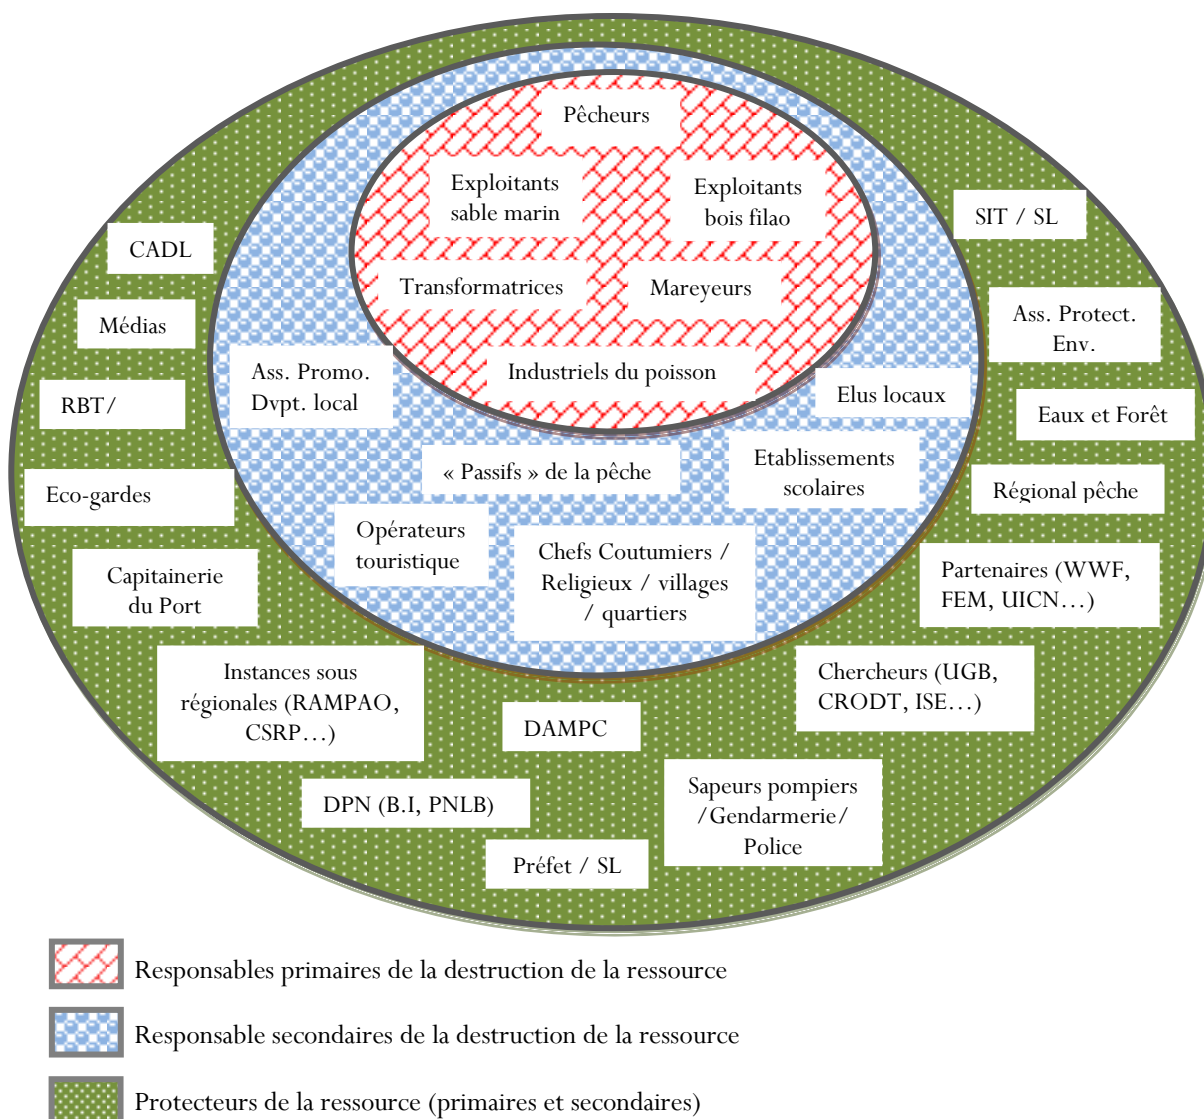 Pêcheurs
Exploitants
sable marin
Exploitants
bois filao
SIT / SL
CADL
Transformatrices
Mareyeurs
Médias
Ass. Protect.
Env.
Ass. Promo.
Dvpt. local
Industriels du poisson
Elus locaux
RBT/
Eaux et Forêt
« Passifs » de la pêche
Etablissements
scolaires
Eco-gardes
Régional pêche
Opérateurs
touristique
Chefs Coutumiers /
Religieux / villages
/ quartiers
Capitainerie
du Port
Partenaires (WWF,
FEM, UICN…)
Instances sous
régionales (RAMPAO,
CSRP…)
Chercheurs (UGB,
CRODT, ISE…)
DAMPC
DPN (B.I, PNLB)
Sapeurs pompiers
/Gendarmerie/
Police
Préfet / SL
Responsables primaires de la destruction de la ressource
Responsable secondaires de la destruction de la ressource
Protecteurs de la ressource (primaires et secondaires)